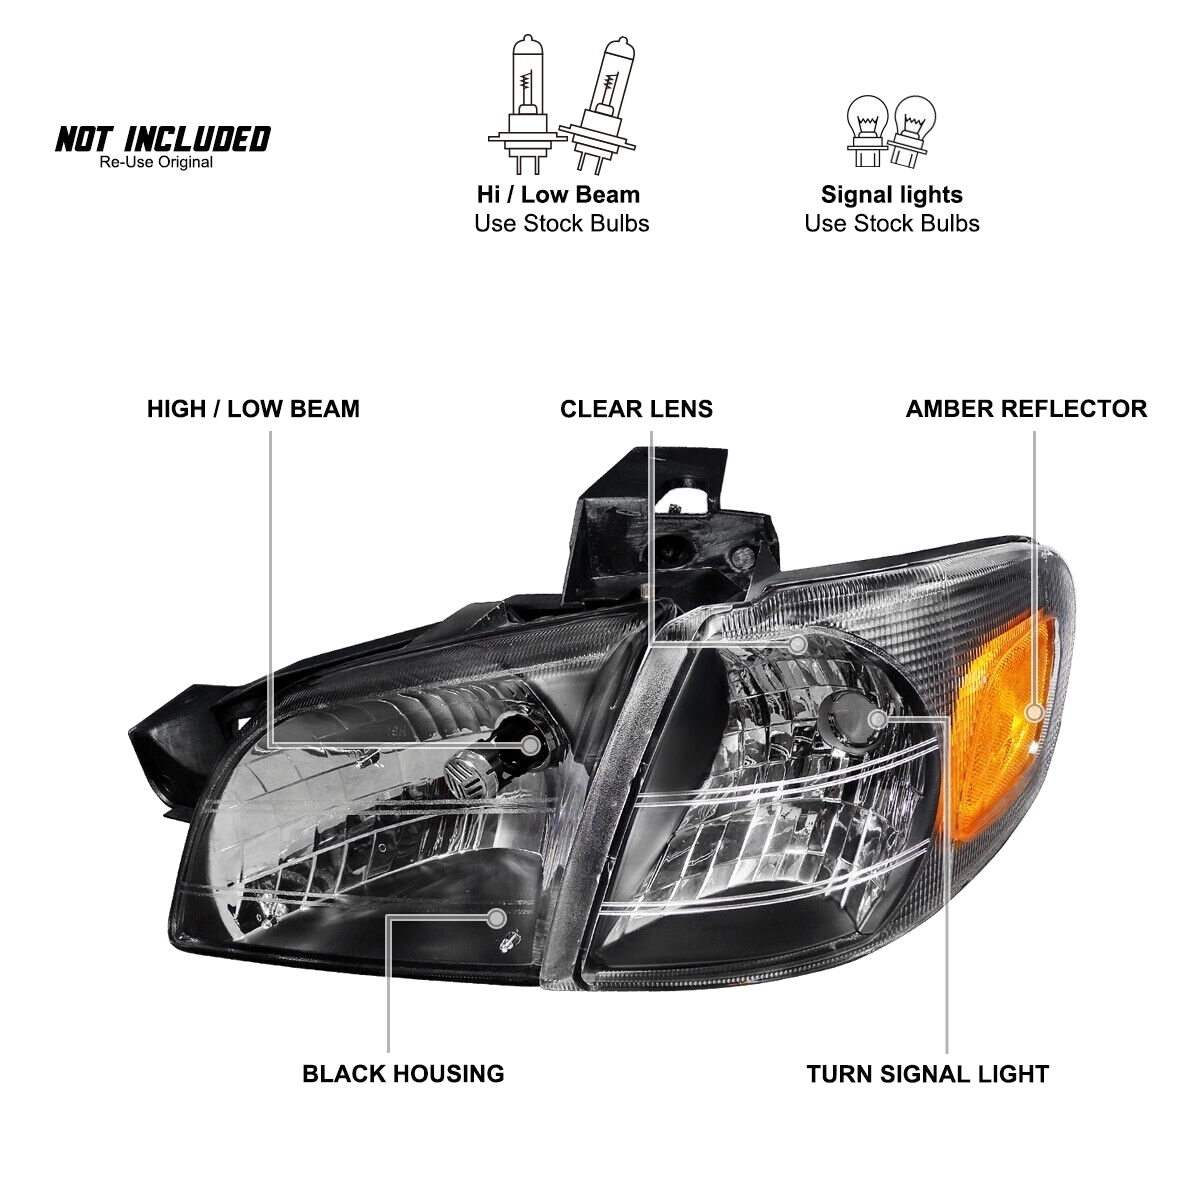 NOT INCLUDED
Re-Use Original
Hi / Low Beam
Use Stock Bulbs
Signal lights
Use Stock Bulbs
HIGH / LOW BEAM
CLEAR LENS
AMBER REFLECTOR
BLACK HOUSING
TURN SIGNAL LIGHT